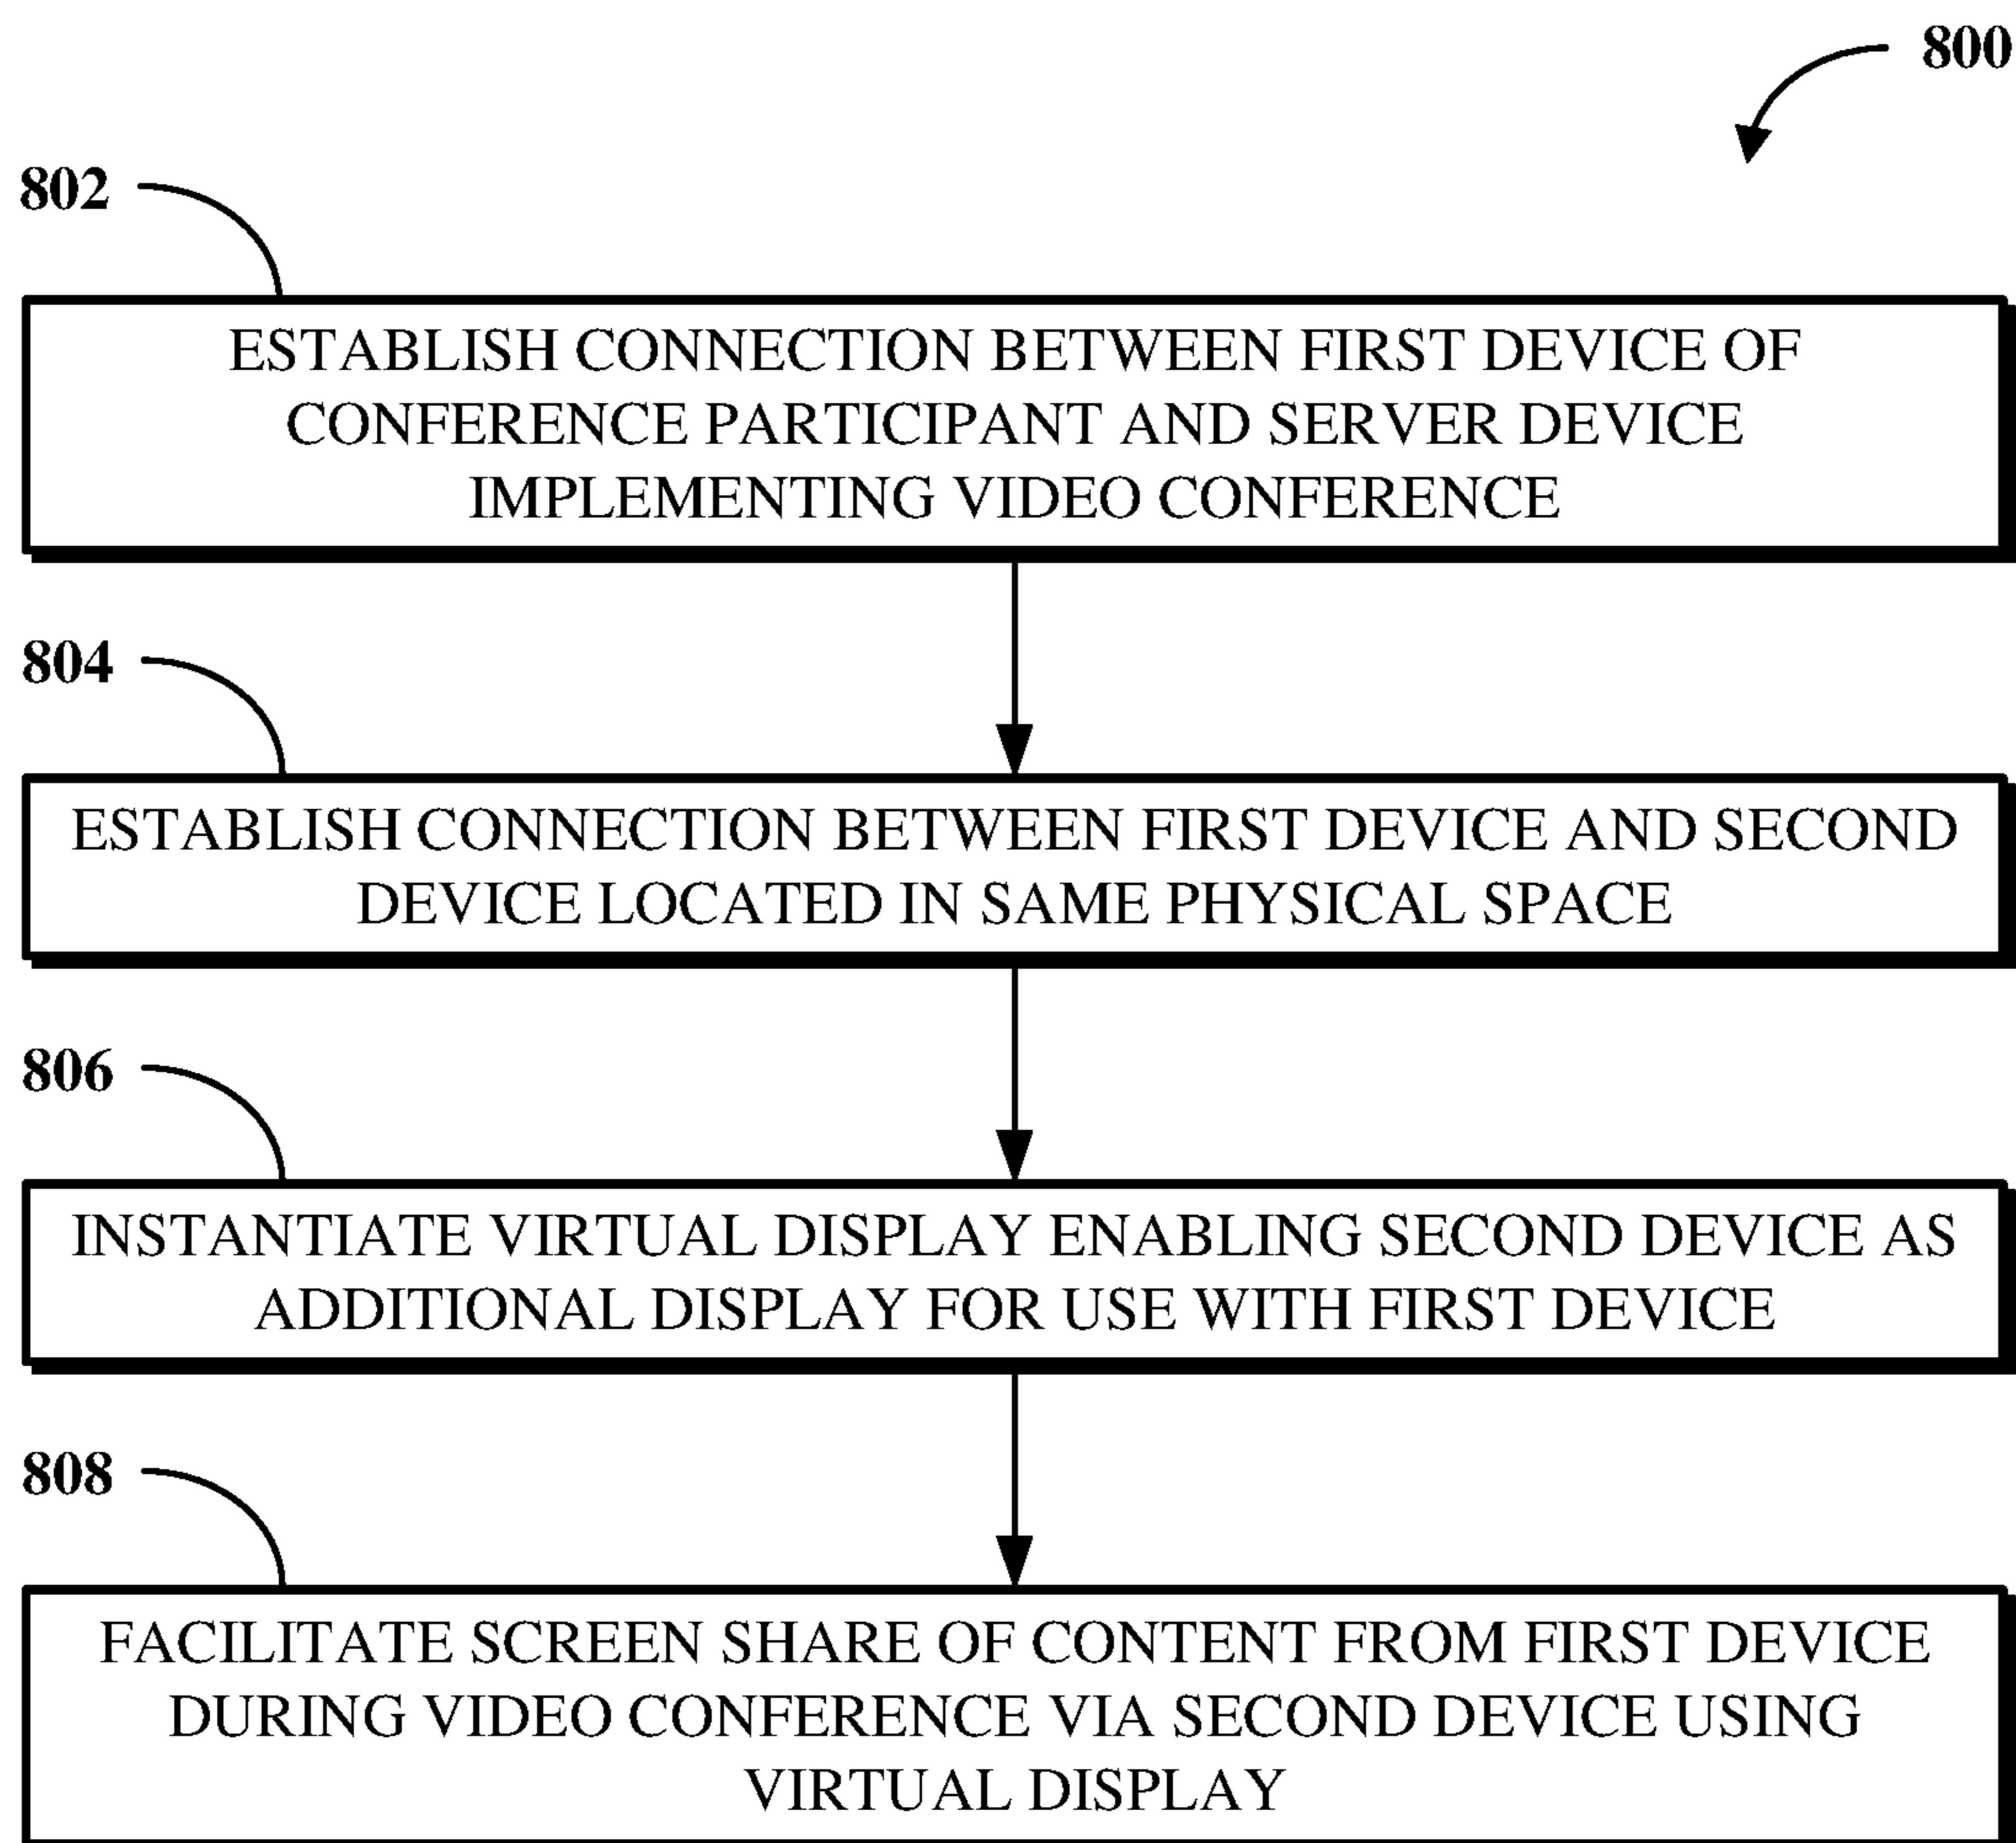 800
802
ESTABLISH CONNECTION BETWEEN FIRST DEVICE OF
CONFERENCE PARTICIPANT AND SERVER DEVICE
IMPLEMENTING VIDEO CONFERENCE
804
ESTABLISH CONNECTION BETWEEN FIRST DEVICE AND SECOND
DEVICE LOCATED IN SAME PHYSICAL SPACE
806
INSTANTIATE VIRTUAL DISPLAY ENABLING SECOND DEVICE AS
ADDITIONAL DISPLAY FOR USE WITH FIRST DEVICE
808
FACILITATE SCREEN SHARE OF CONTENT FROM FIRST DEVICE
DURING VIDEO CONFERENCE VIA SECOND DEVICE USING
VIRTUAL DISPLAY